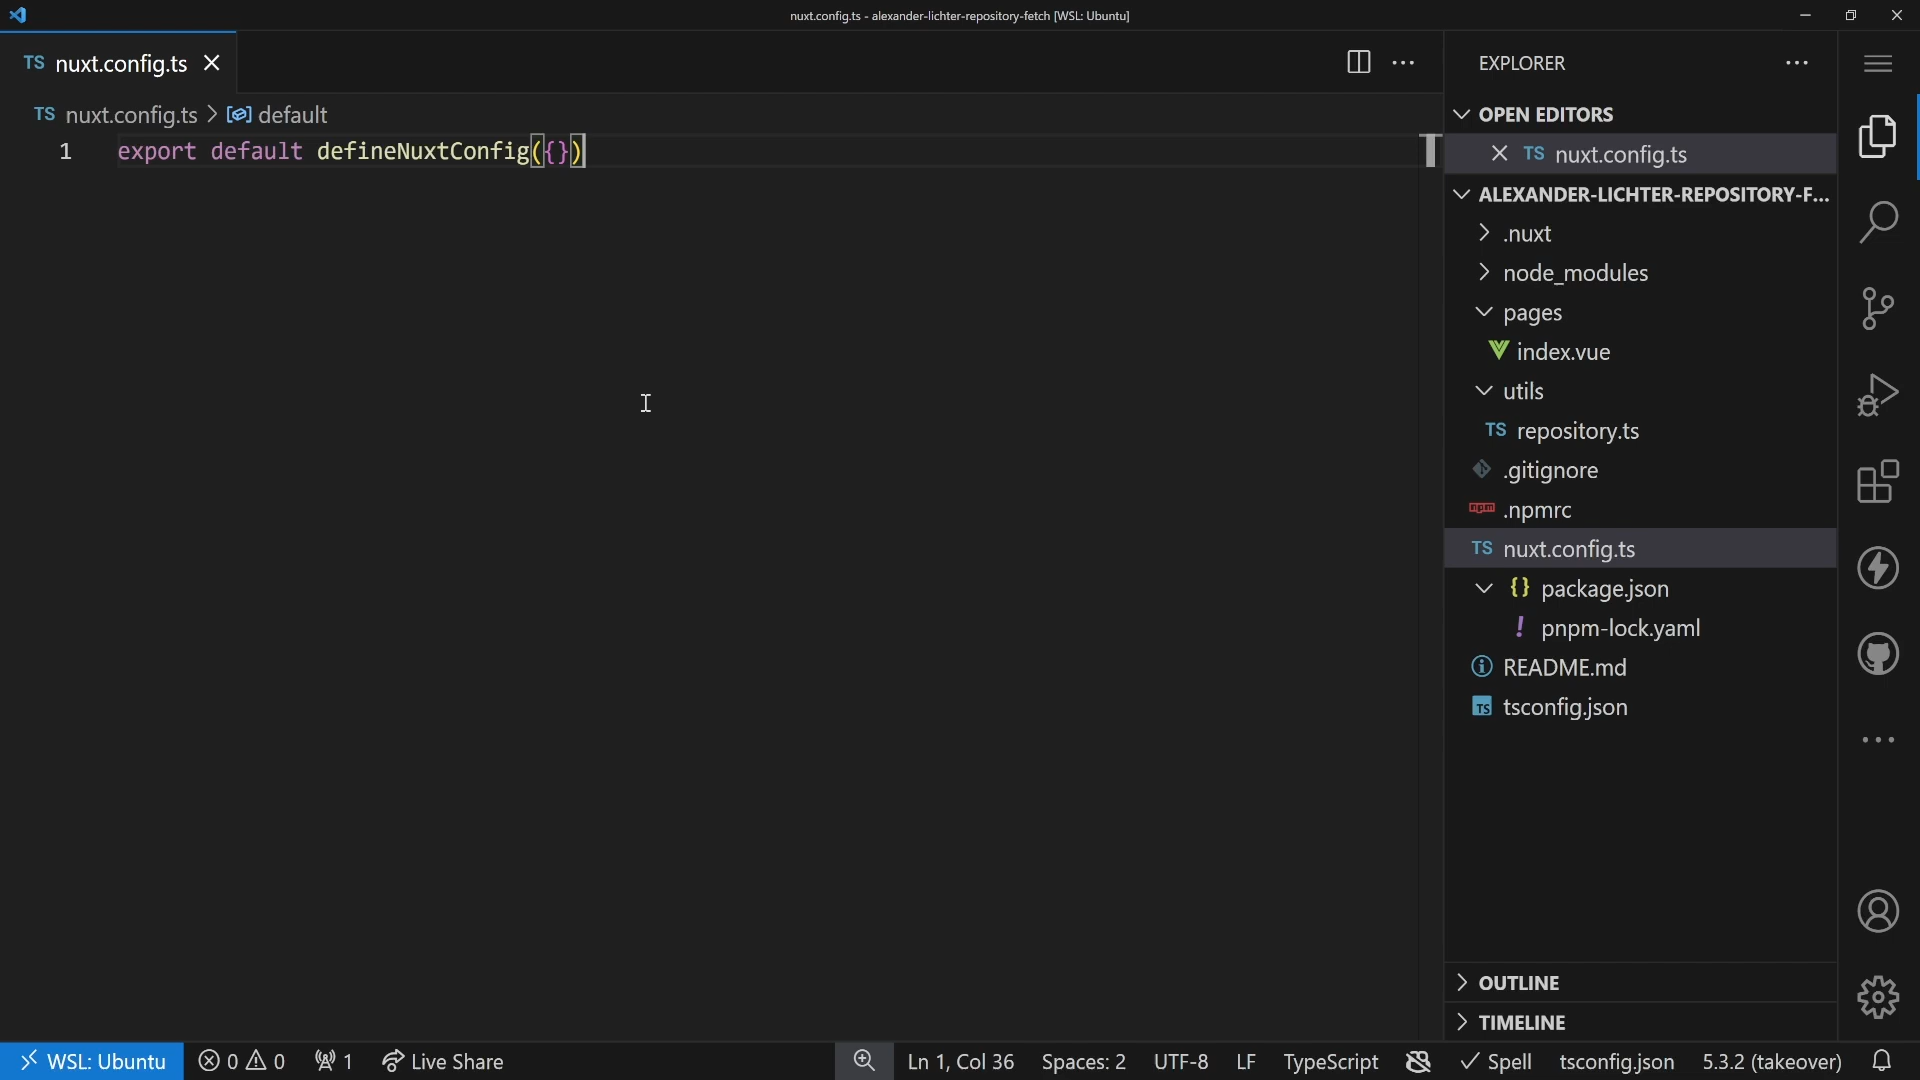 nuxt.config.ts - alexander-lichter-repository-fetch [WSL: Ubuntu]
TS nuxt.config.ts
TS nuxt.config.ts > default
1 export default defineNuxtConfig({})
EXPLORER
OPEN EDITORS
TS nuxt.config.ts
ALEXANDER-LICHTER-REPOSITORY-F...
.nuxt
node_modules
pages
index.vue
utils
TS repository.ts
.gitignore
npm .npmrc
TS nuxt.config.ts
{} package.json
! pnpm-lock.yaml
README.md
TS tsconfig.json
OUTLINE
TIMELINE
WSL: Ubuntu 0 0 1 Live Share Ln 1, Col 36 Spaces: 2 UTF-8 LF TypeScript Spell tsconfig.json 5.3.2 (takeover)